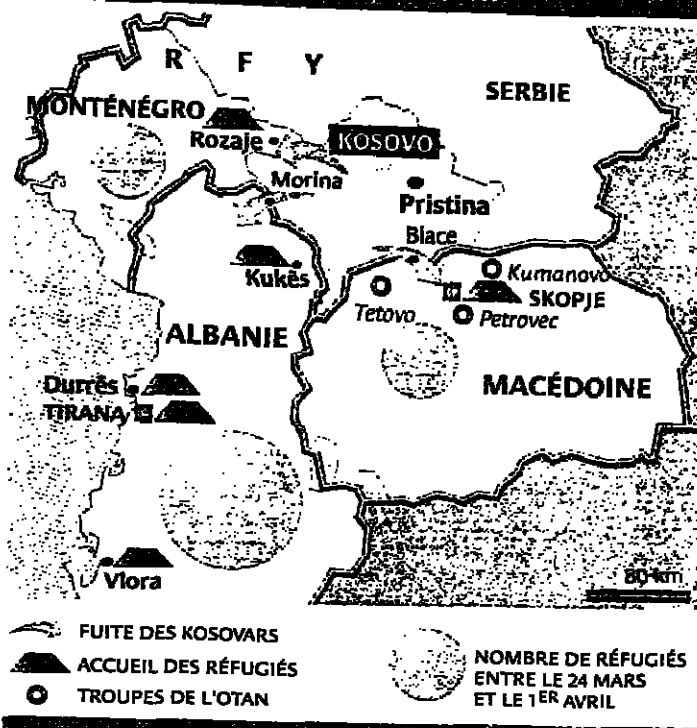 R F Y
SERBIE
MONTÉNÉGRO
Rozaje
KOSOVO
Morina
Pristina
Blace
Kukës
Kumanovo
SKOPJE
Tetovo
Petrovec
ALBANIE
MACÉDOINE
Durrës
TIRANA
Vlora
80 km
FUITE DES KOSOVARS
ACCUEIL DES RÉFUGIÉS
TROUPES DE L'OTAN
NOMBRE DE RÉFUGIÉS
ENTRE LE 24 MARS
ET LE 1ER AVRIL